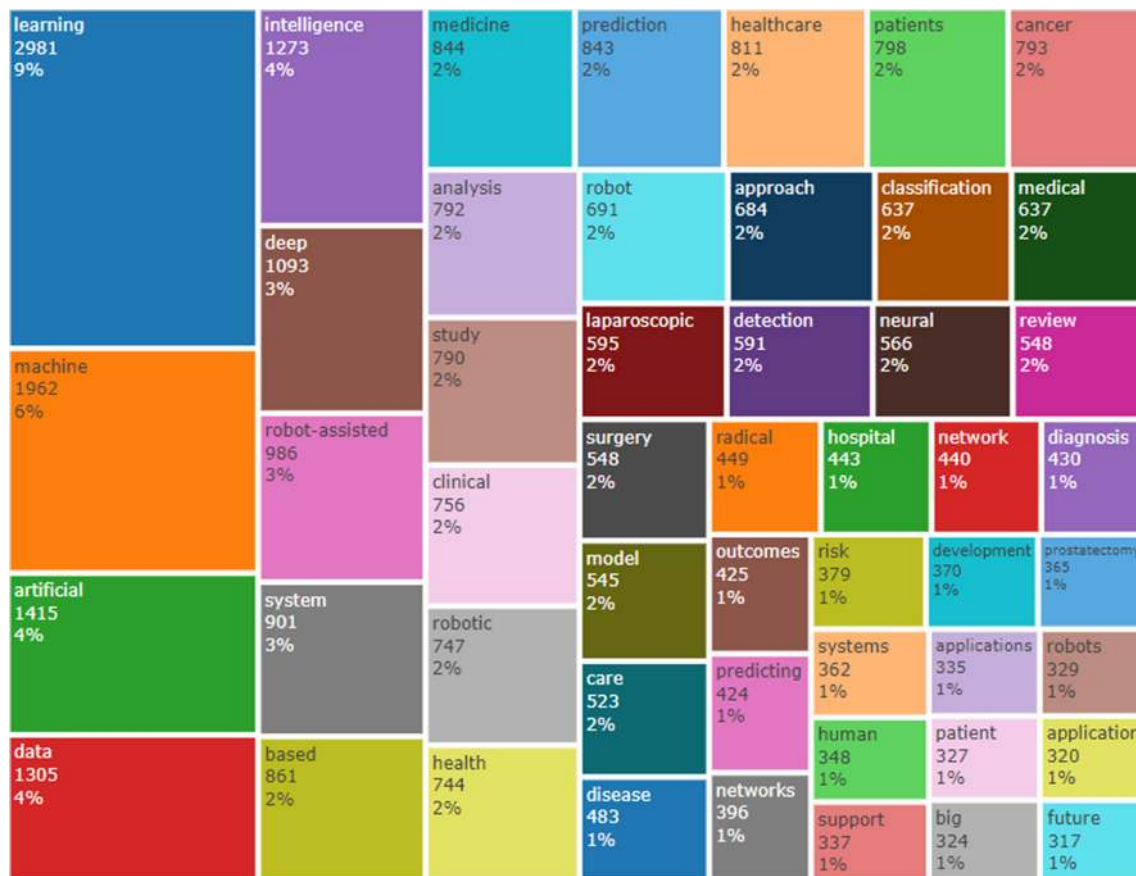 learning
2981
9%
machine
1962
6%
artificial
1415
4%
data
1305
4%
intelligence
1273
4%
deep
1093
3%
robot-assisted
986
3%
system
901
3%
based
861
2%
medicine
844
2%
prediction
843
2%
healthcare
811
2%
patients
798
2%
cancer
793
2%
analysis
792
2%
study
790
2%
clinical
756
2%
robotic
747
2%
health
744
2%
robot
691
2%
approach
684
2%
classification
637
2%
medical
637
2%
laparoscopic
595
2%
detection
591
2%
neural
566
2%
review
548
2%
surgery
548
2%
model
545
2%
care
523
2%
disease
483
1%
radical
449
1%
hospital
443
1%
network
440
1%
diagnosis
430
1%
outcomes
425
1%
predicting
424
1%
networks
396
1%
risk
379
1%
development
370
1%
prostatectomy
365
1%
systems
362
1%
human
348
1%
support
337
1%
applications
335
1%
robots
329
1%
patient
327
1%
big
324
1%
application
320
1%
future
317
1%